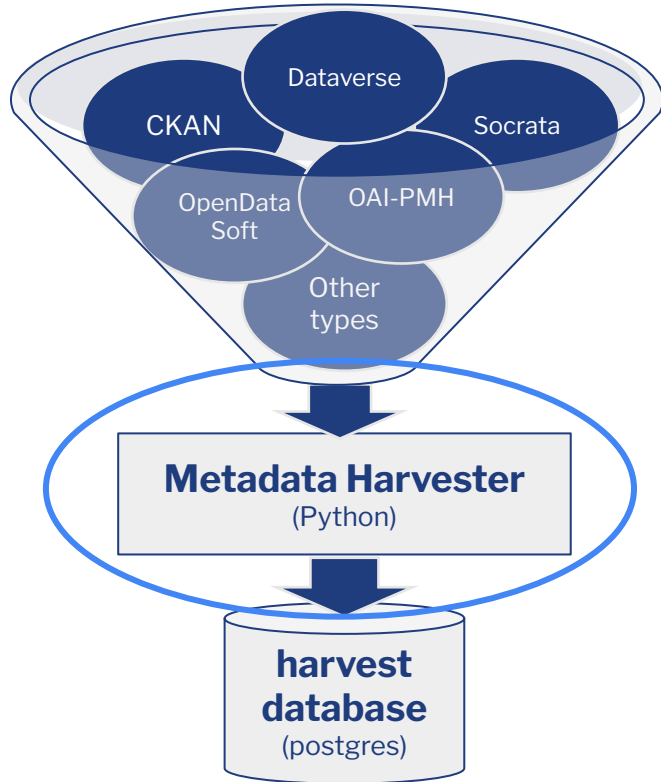 Dataverse
CKAN
Socrata
OpenData
Soft
OAI-PMH
Other
types
Metadata Harvester
(Python)
harvest
database
(postgres)